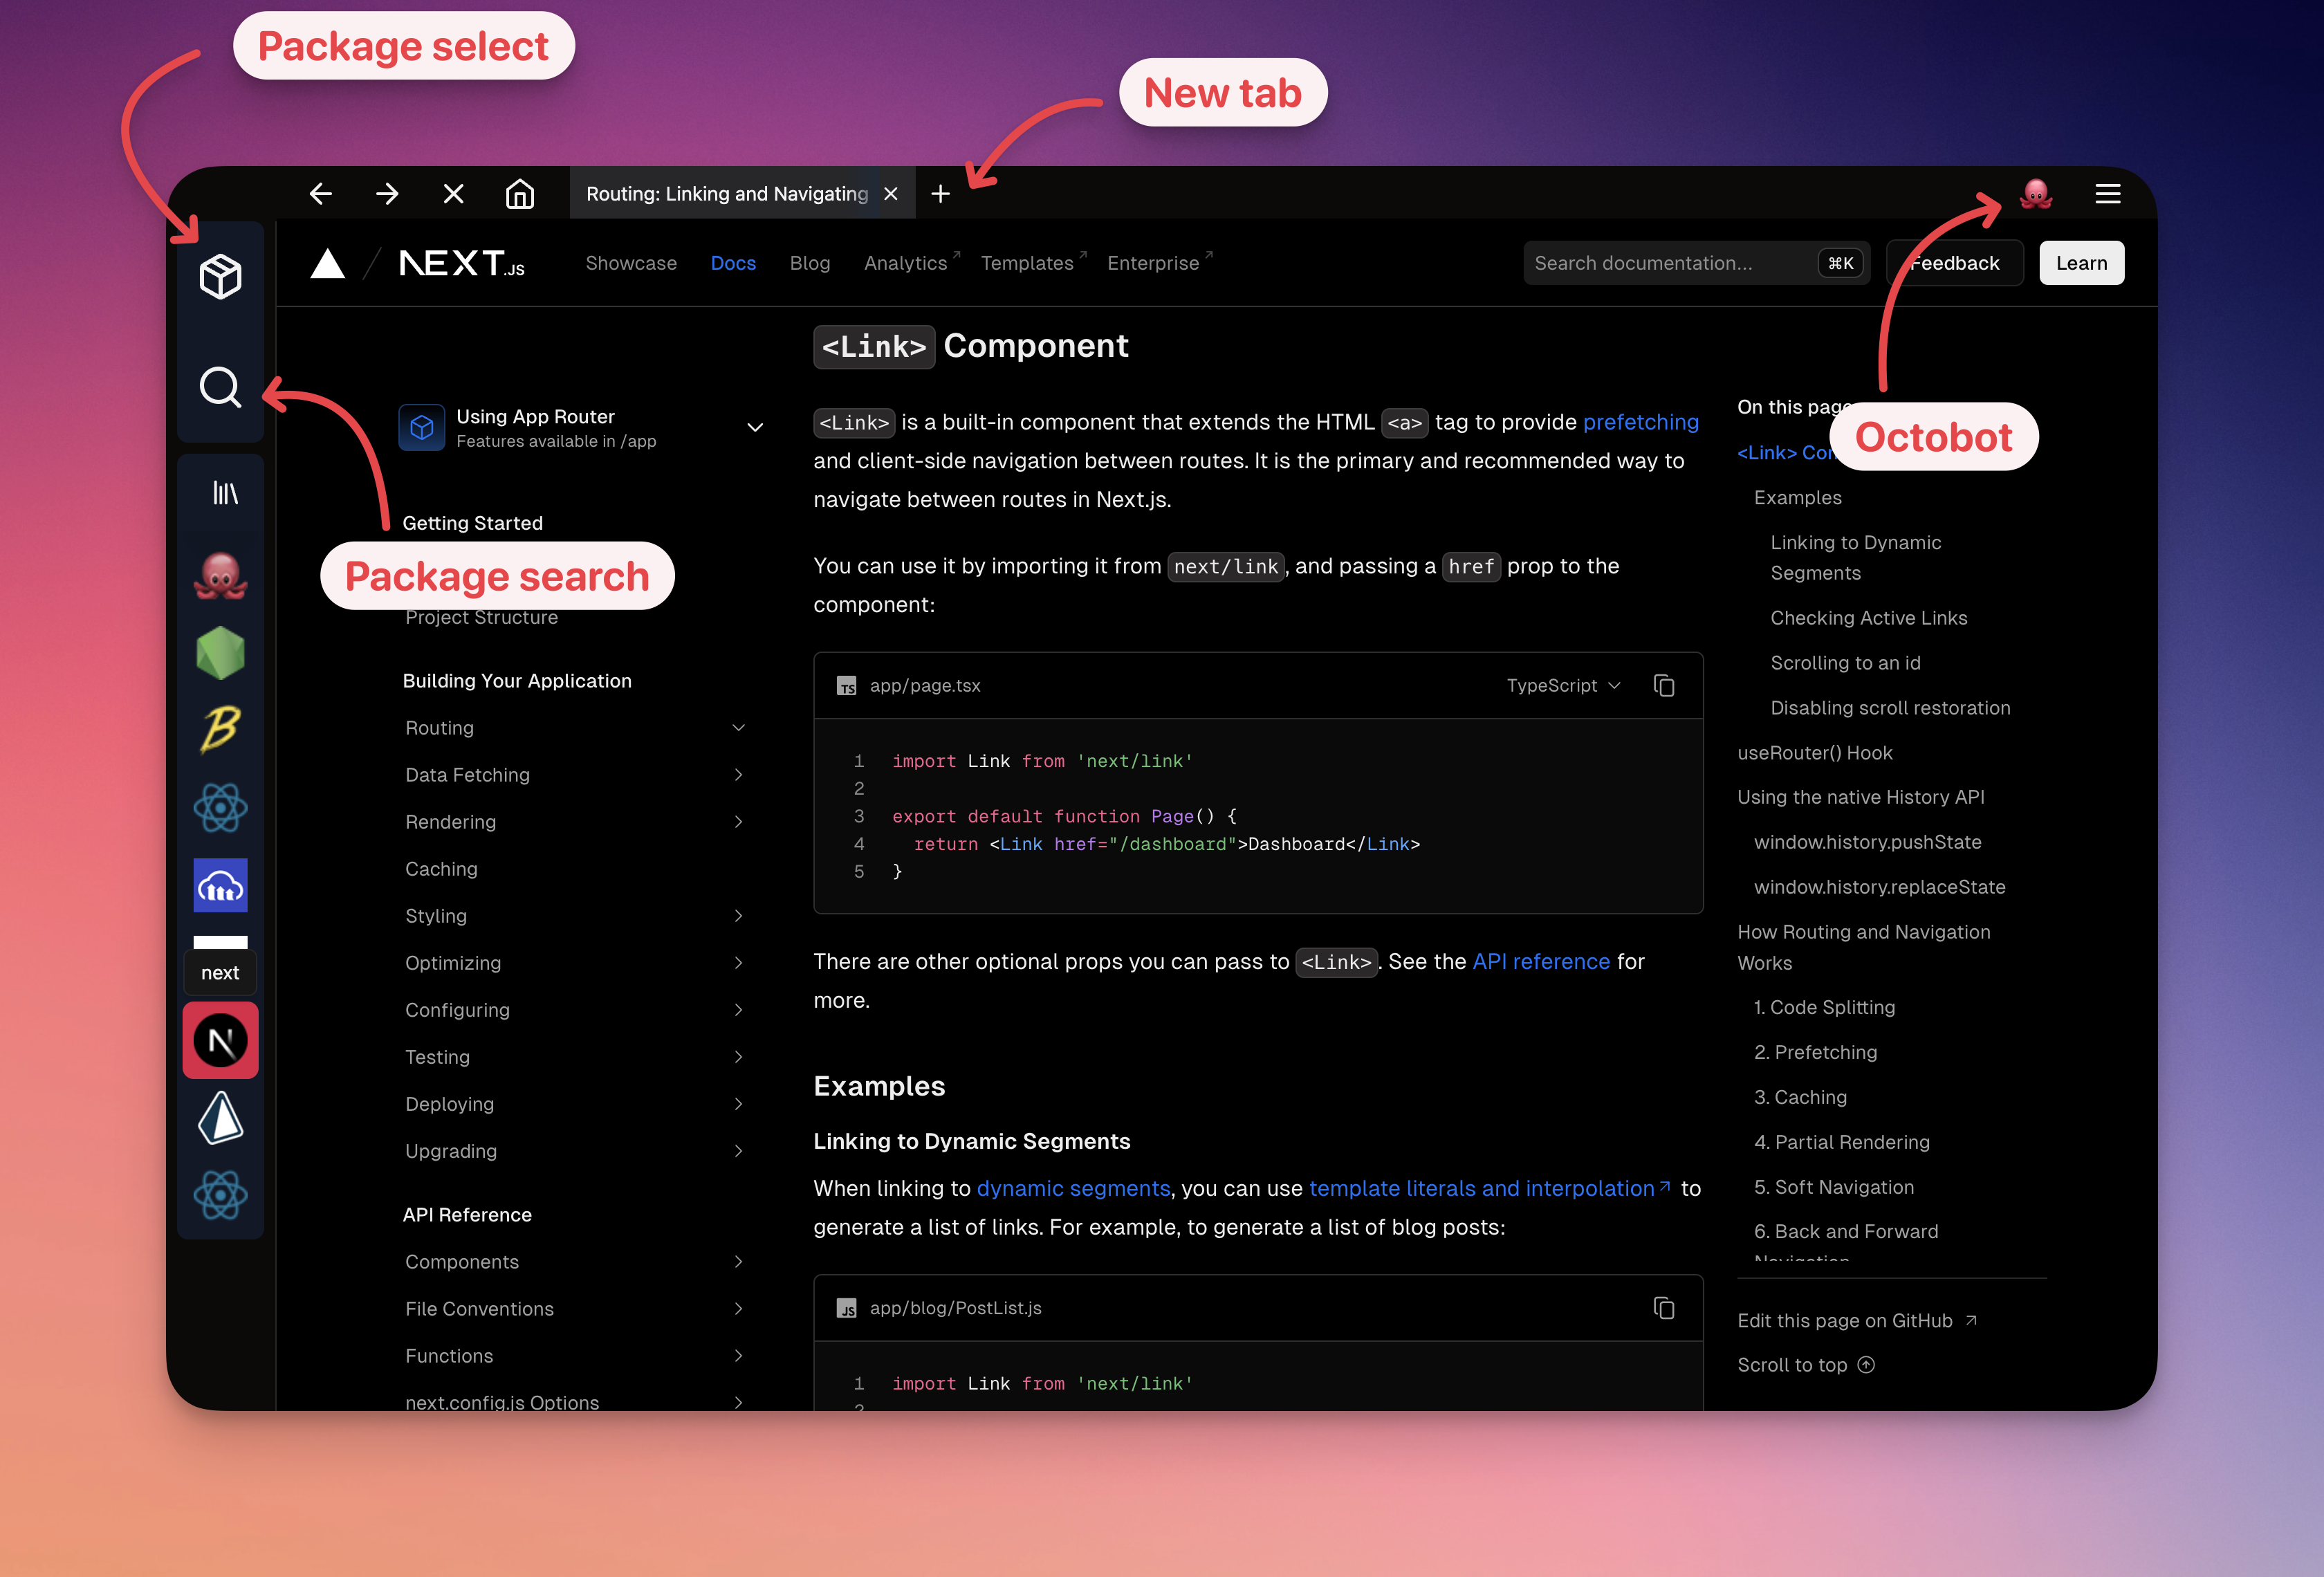 Package select
New tab
Routing: Linking and Navigating
NEXT.JS
Showcase
Docs
Blog
Analytics
Templates
Enterprise
Search documentation...
⌘K
Feedback
Learn
Package search
next
Using App Router
Features available in /app
Getting Started
Project Structure
Building Your Application
Routing
Data Fetching
Rendering
Caching
Styling
Optimizing
Configuring
Testing
Deploying
Upgrading
API Reference
Components
File Conventions
Functions
next.config.js Options
<Link> Component
<Link> is a built-in component that extends the HTML <a> tag to provide prefetching
and client-side navigation between routes. It is the primary and recommended way to
navigate between routes in Next.js.
You can use it by importing it from next/link, and passing a href prop to the
component:
TS app/page.tsx
TypeScript
1 import Link from 'next/link'
2
3 export default function Page() {
4 return <Link href="/dashboard">Dashboard</Link>
5 }
There are other optional props you can pass to <Link>. See the API reference for
more.
Examples
Linking to Dynamic Segments
When linking to dynamic segments, you can use template literals and interpolation to
generate a list of links. For example, to generate a list of blog posts:
JS app/blog/PostList.js
1 import Link from 'next/link'
2
Octobot
On this page
<Link>
Examples
Linking to Dynamic
Segments
Checking Active Links
Scrolling to an id
Disabling scroll restoration
useRouter() Hook
Using the native History API
window.history.pushState
window.history.replaceState
How Routing and Navigation
Works
1. Code Splitting
2. Prefetching
3. Caching
4. Partial Rendering
5. Soft Navigation
6. Back and Forward
Navigation
Edit this page on GitHub
Scroll to top